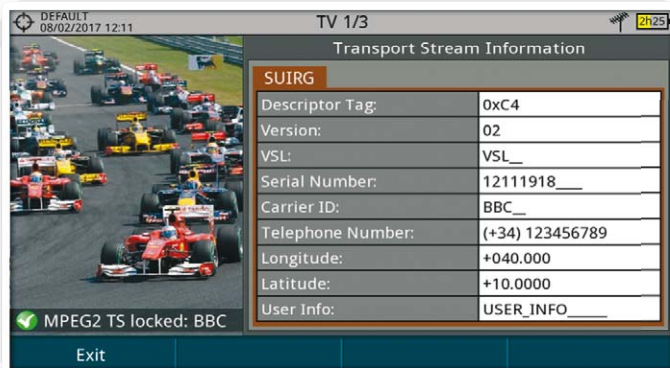 DEFAULT
08/02/2017 12:11
TV 1/3
2h25
Transport Stream Information
SUIRG
Descriptor Tag: 0xC4
Version: 02
VSL: VSL__
Serial Number: 12111918___
Carrier ID: BBC__
Telephone Number: (+34) 123456789
Longitude: +040.000
Latitude: +10.0000
User Info: USER_INFO_____
MPEG2 TS locked: BBC
Exit